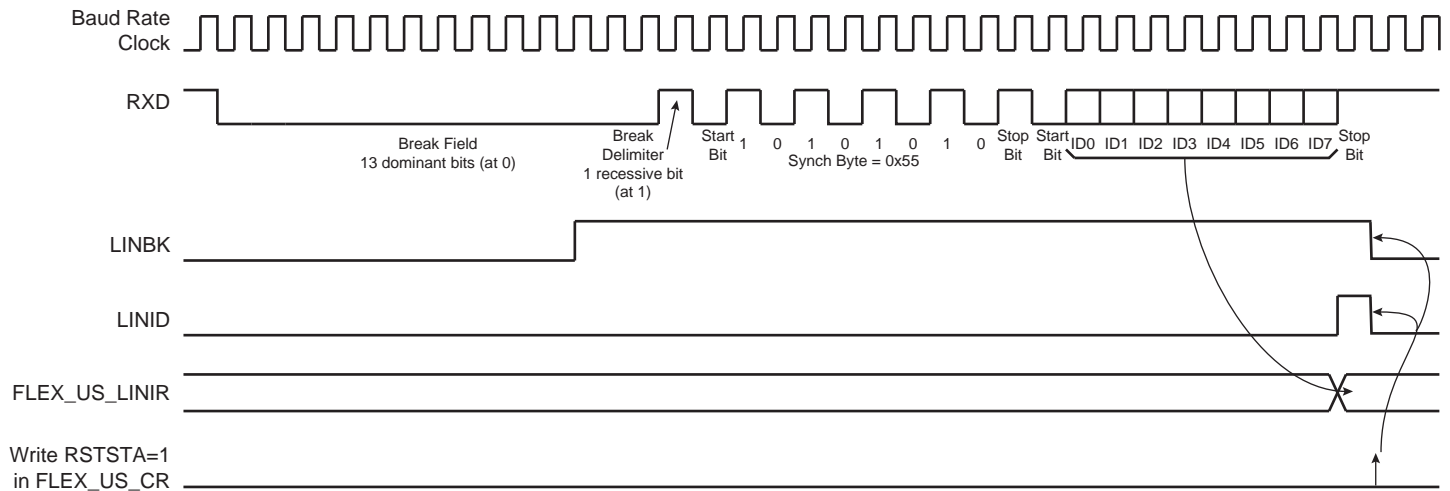 Baud Rate
Clock
RXD
Break Field
13 dominant bits (at 0)
Break
Delimiter
1 recessive bit
(at 1)
Start
Bit
1 0 1 0 1 0 1 0
Synch Byte = 0x55
Stop
Bit
Start
Bit
ID0 ID1 ID2 ID3 ID4 ID5 ID6 ID7
Stop
Bit
LINBK
LINID
FLEX_US_LINIR
Write RSTSTA=1
in FLEX_US_CR